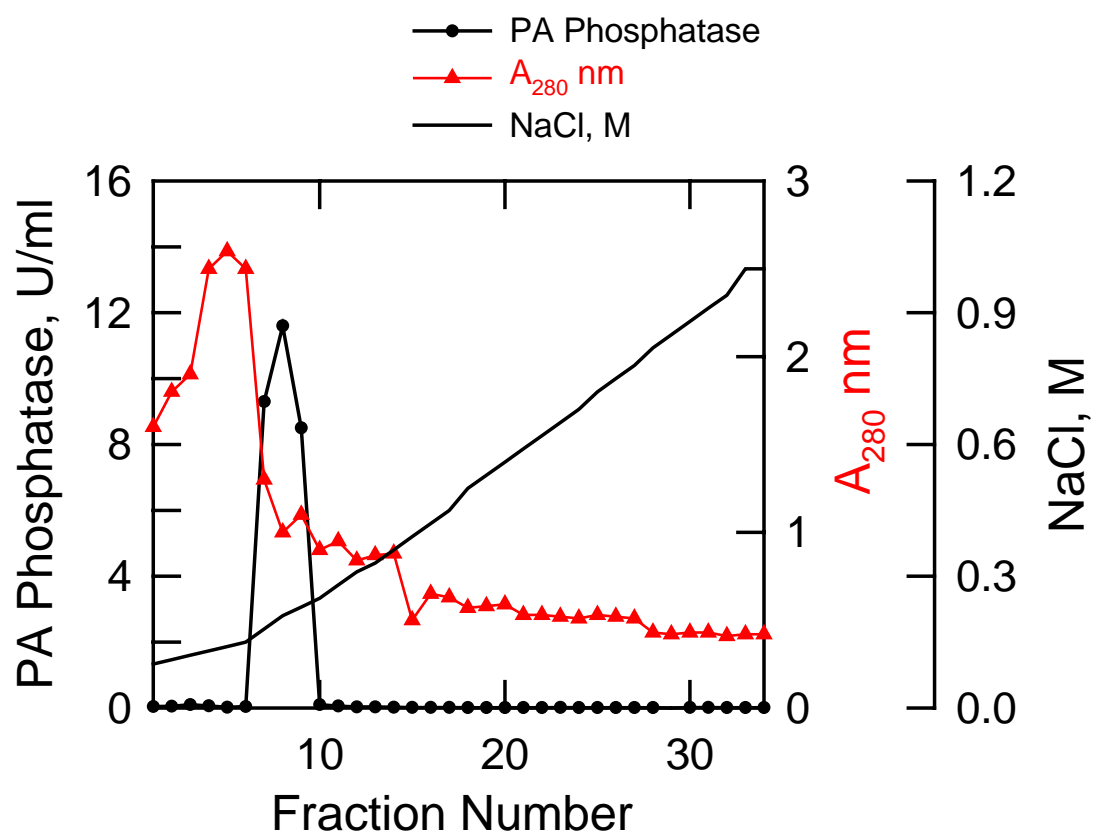 PA Phosphatase
A280 nm
NaCl, M
16
12
8
4
0
PA Phosphatase, U/ml
3
2
1
0
A280 nm
1.2
0.9
0.6
0.3
0.0
NaCl, M
10 20 30
Fraction Number